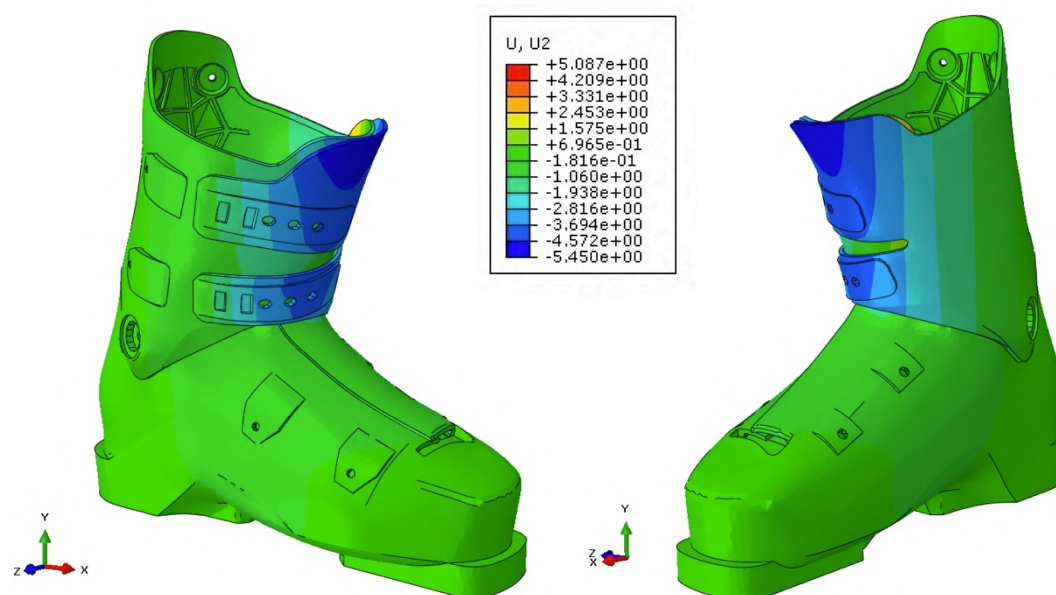 U, U2
+5.087e+00
+4.209e+00
+3.331e+00
+2.453e+00
+1.575e+00
+6.965e-01
-1.816e-01
-1.060e+00
-1.938e+00
-2.816e+00
-3.694e+00
-4.572e+00
-5.450e+00
Y
Z
X
Y
Z
X